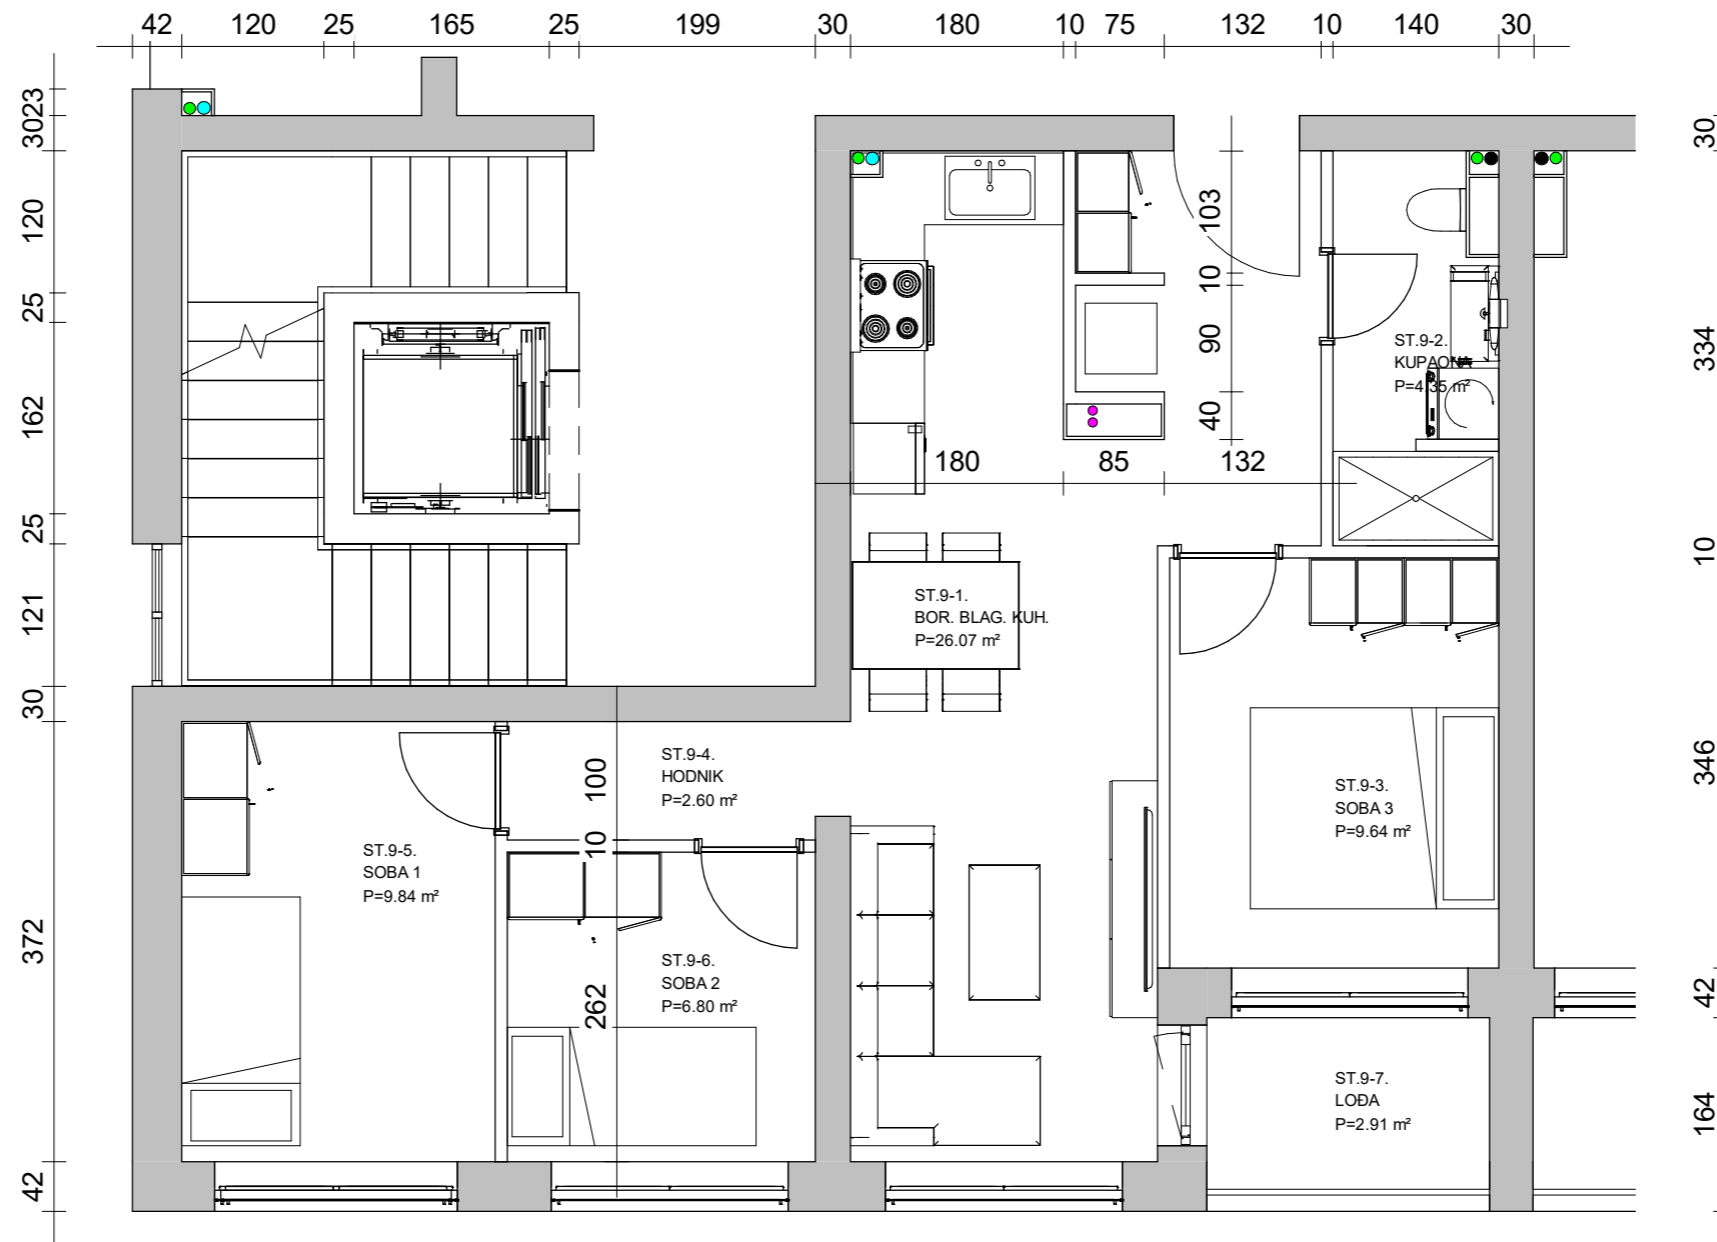 42 120 25 165 25 199 30 180 10 75 132 10 140 30
23
30
120
25
162
25
121
30
372
42
103
10
90
40
180 85 132
30
334
10
346
42
164
ST.9-2.
KUPAONA
P=4.35 m²
ST.9-1.
BOR. BLAG. KUH.
P=26.07 m²
ST.9-4.
HODNIK
P=2.60 m²
100
10
262
ST.9-3.
SOBA 3
P=9.64 m²
ST.9-5.
SOBA 1
P=9.84 m²
ST.9-6.
SOBA 2
P=6.80 m²
ST.9-7.
LOĐA
P=2.91 m²